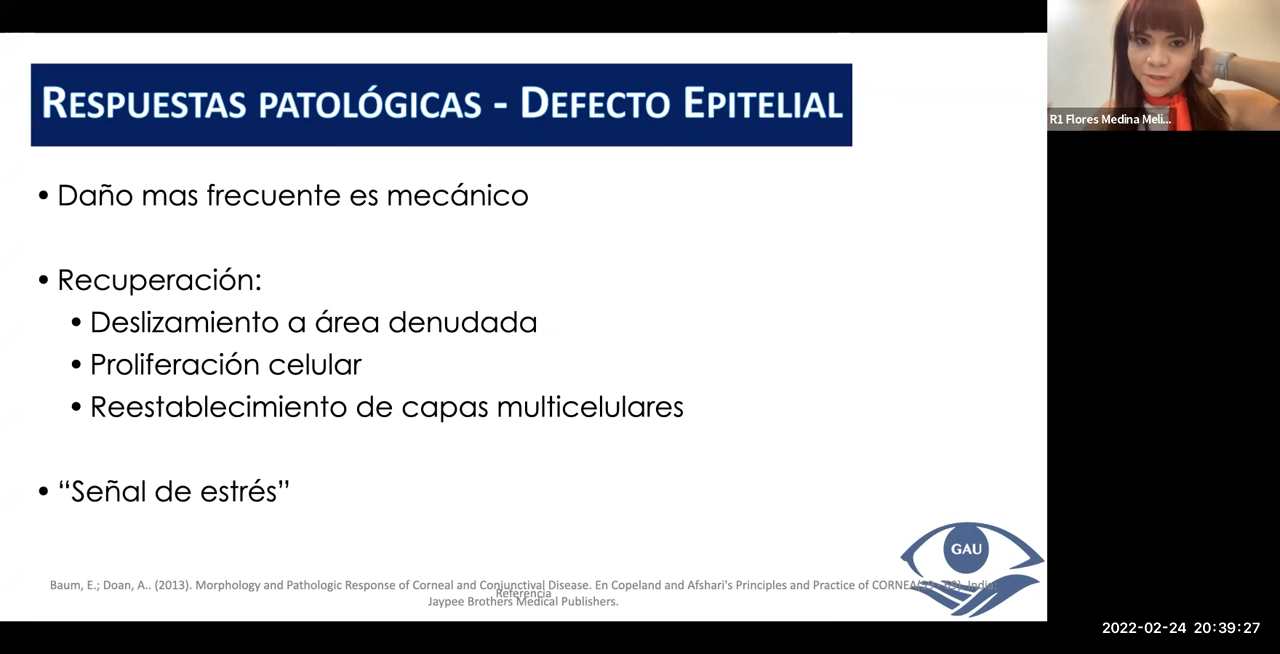 RESPUESTAS PATOLÓGICAS - DEFECTO EPITELIAL
R1 Flores Medina Meli...
• Daño mas frecuente es mecánico
• Recuperación:
• Deslizamiento a área denudada
• Proliferación celular
• Reestablecimiento de capas multicelulares
• “Señal de estrés”
GAU
Baum, E.; Doan, A.. (2013). Morphology and Pathologic Response of Corneal and Conjunctival Disease. En Copeland and Afshari's Principles and Practice of CORNEA
Referencia
Jaypee Brothers Medical Publishers.
2022-02-24 20:39:27